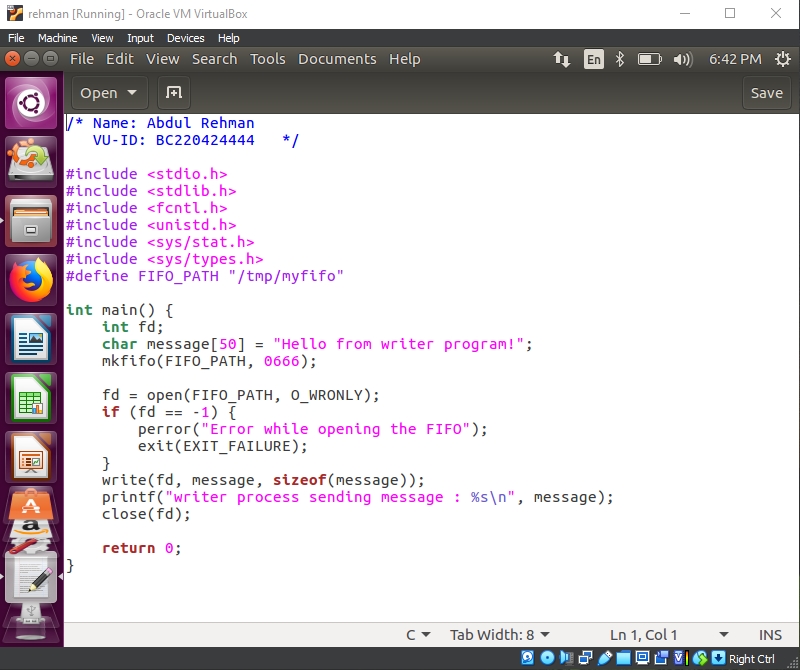 rehman [Running] - Oracle VM VirtualBox
File Machine View Input Devices Help
File Edit View Search Tools Documents Help
En
6:42 PM
Open
Save
/* Name: Abdul Rehman
   VU-ID: BC220424444   */

#include <stdio.h>
#include <stdlib.h>
#include <fcntl.h>
#include <unistd.h>
#include <sys/stat.h>
#include <sys/types.h>
#define FIFO_PATH "/tmp/myfifo"

int main() {
    int fd;
    char message[50] = "Hello from writer program!";
    mkfifo(FIFO_PATH, 0666);

    fd = open(FIFO_PATH, O_WRONLY);
    if (fd == -1) {
        perror("Error while opening the FIFO");
        exit(EXIT_FAILURE);
    }
    write(fd, message, sizeof(message));
    printf("writer process sending message : %s\n", message);
    close(fd);

    return 0;
}
C
Tab Width: 8
Ln 1, Col 1
INS
Right Ctrl